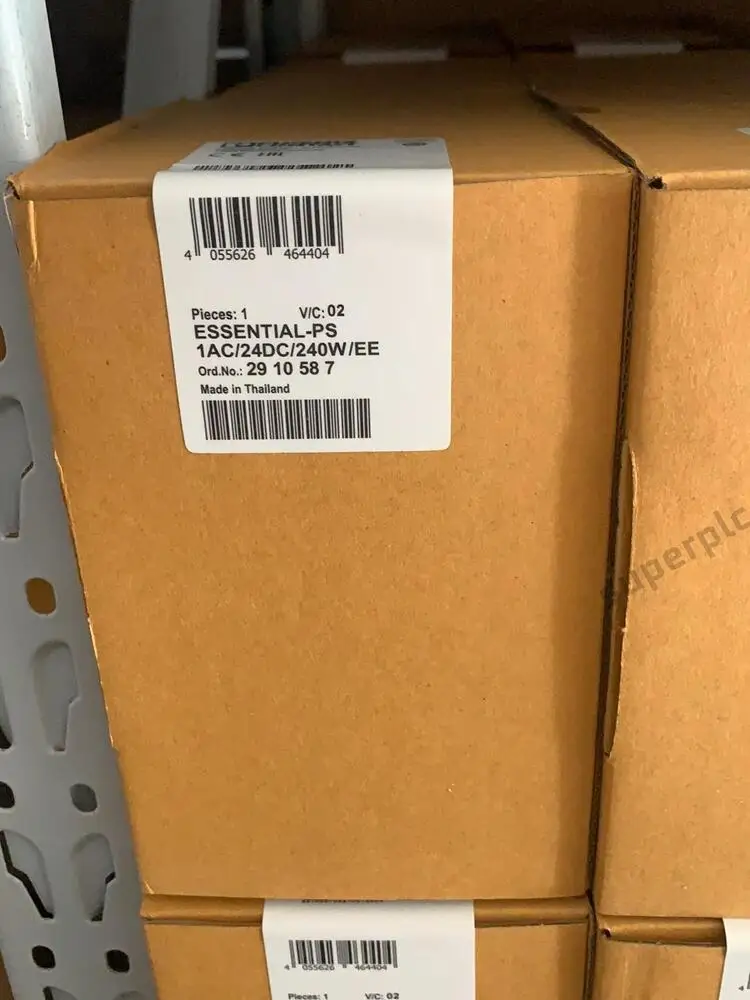 4 055626 464404
Pieces: 1 V/C: 02
ESSENTIAL-PS
1AC/24DC/240W/EE
Ord.No.: 29 10 58 7
Made in Thailand
superplc
4 055626 464404
Pieces: 1 V/C: 02